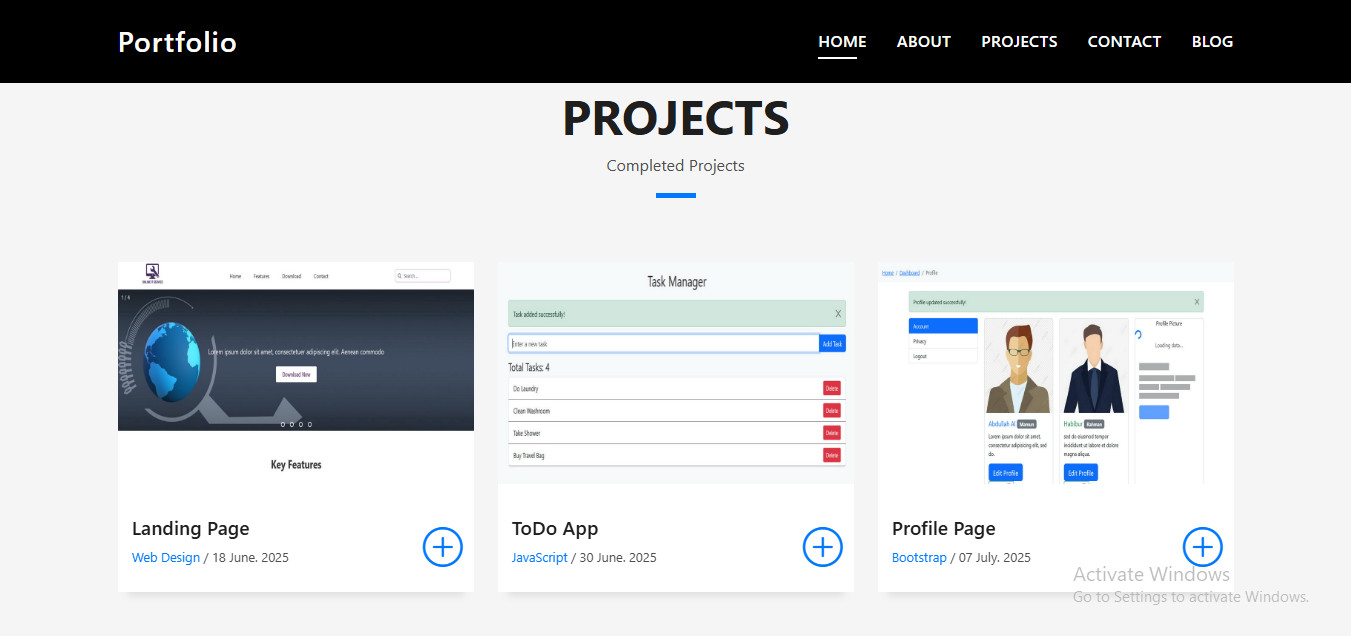 Portfolio
HOME ABOUT PROJECTS CONTACT BLOG
PROJECTS
Completed Projects
Home Features Download Contact
Search...
1 / 4
Lorem ipsum dolor sit amet, consectetuer adipiscing elit. Aenean commodo.
Download Now
Key Features
Landing Page
Web Design / 18 June. 2025
Task Manager
Task added successfully! X
Enter a new task Add Task
Total Tasks: 4
Do Laundry Delete
Clean Washroom Delete
Take Shower Delete
Buy Travel Bag Delete
ToDo App
JavaScript / 30 June. 2025
Home / Dashboard / Profile
Profile updated successfully! X
Account
Privacy
Logout
Abdullah Al
Lorem ipsum dolor sit amet,
consectetur adipiscing elit, sed
do.
Edit Profile
Habibur
sed do eiusmod tempor
incididunt ut labore et dolore
magna aliqua.
Edit Profile
Profile Picture
Loading data...
Profile Page
Bootstrap / 07 July. 2025
Activate Windows
Go to Settings to activate Windows.